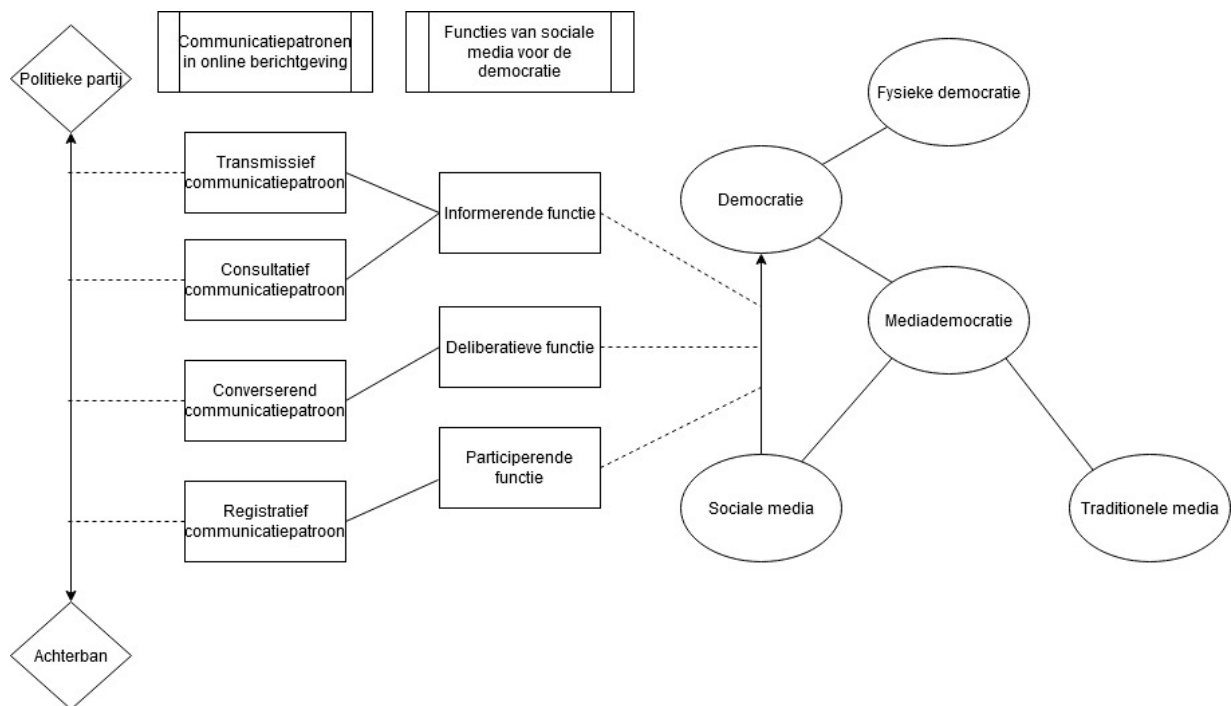 Politieke partij
Communicatiepatronen
in online berichtgeving
Functies van sociale
media voor de
democratie
Fysieke democratie
Transmissief
communicatiepatroon
Informerende functie
Democratie
Consultatief
communicatiepatroon
Mediademocratie
Deliberatieve functie
Converserend
communicatiepatroon
Participerende
functie
Registratief
communicatiepatroon
Sociale media
Traditionele media
Achterban